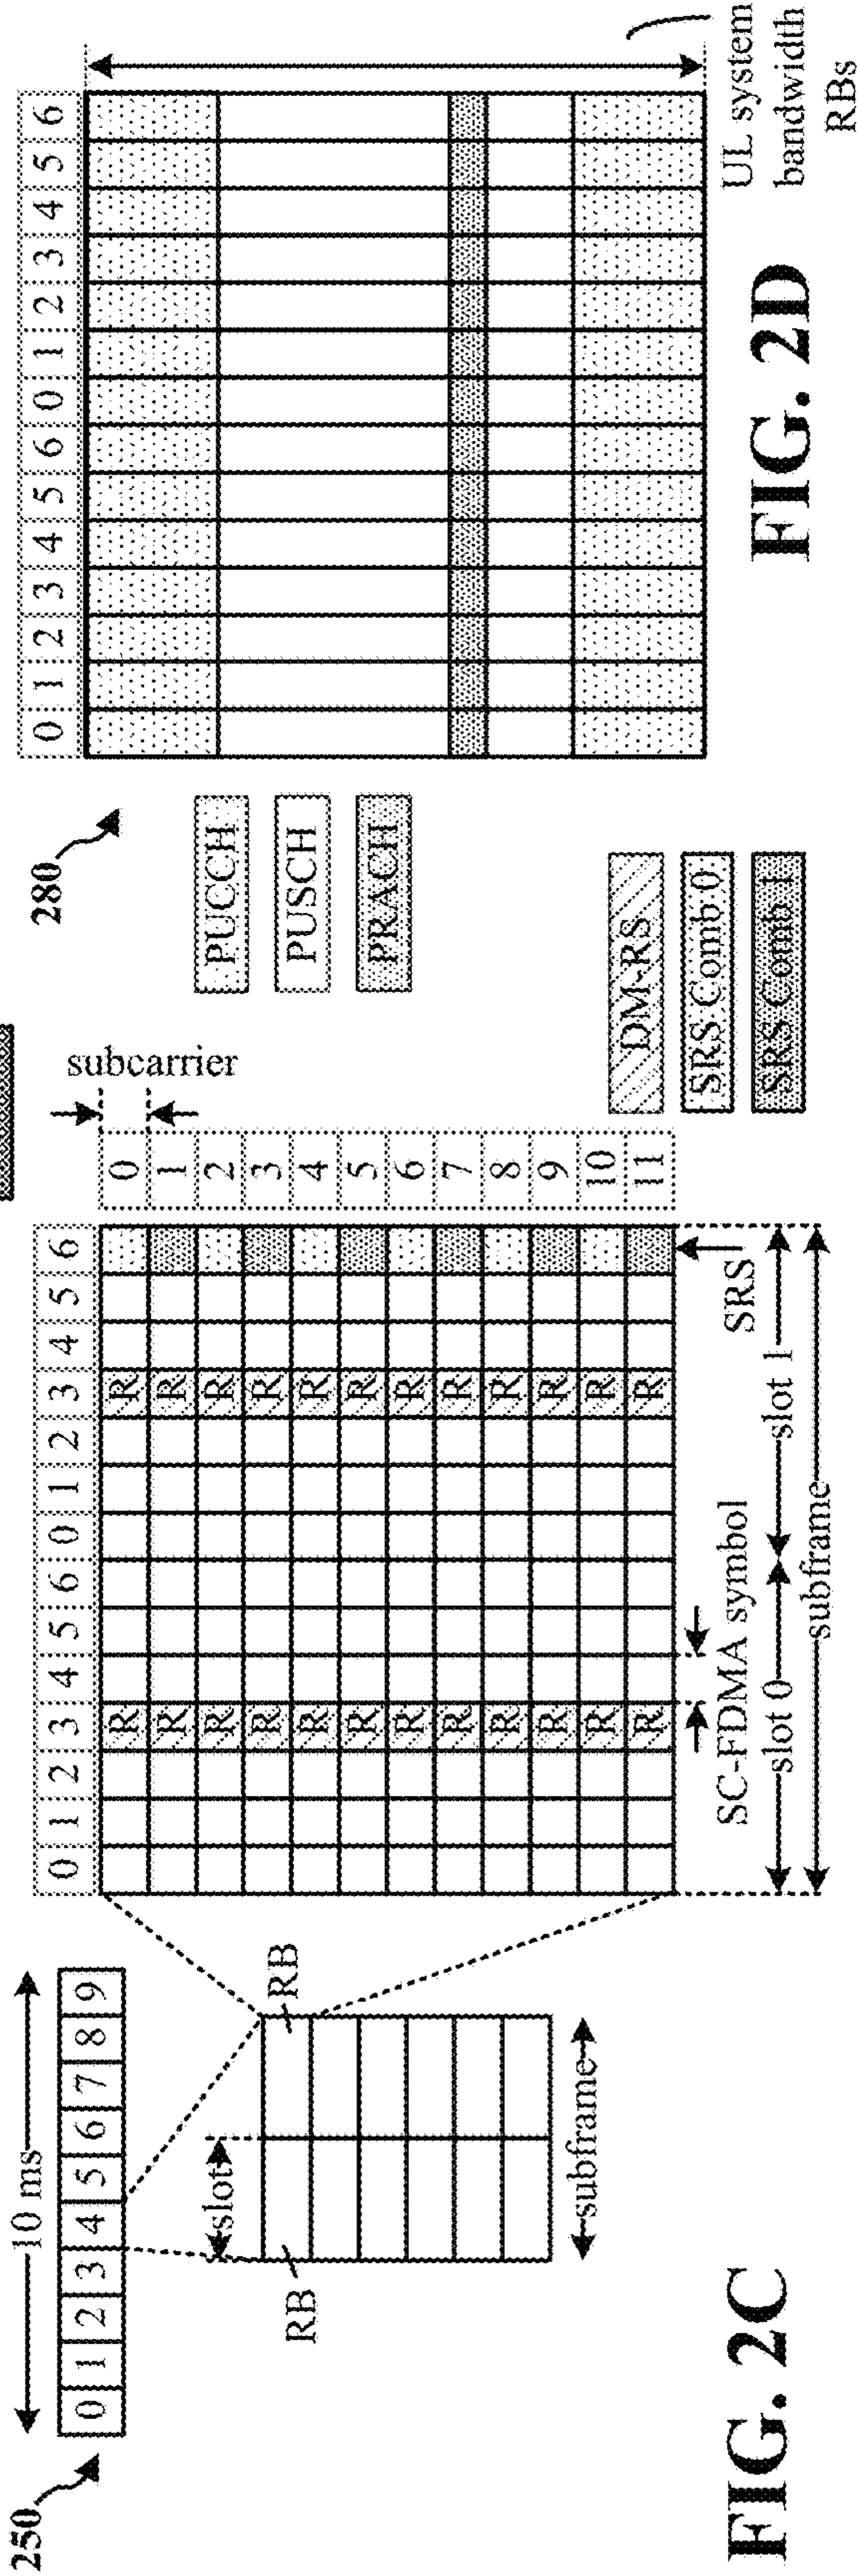 250
10 ms
0 1 2 3 4 5 6 7 8 9
slot
RB
RB
subframe
FIG. 2C
0 1 2 3 4 5 6 0 1 2 3 4 5 6
R R
R R
R R
R R
R R
R R
R R
R R
R R
R R
R R
R R
subcarrier
0
1
2
3
4
5
6
7
8
9
10
11
SC-FDMA symbol
SRS
slot 0
slot 1
subframe
DM-RS
SRS Comb 0
SRS Comb 1
280
PUCCH
PUSCH
PRACH
0 1 2 3 4 5 6 0 1 2 3 4 5 6
UL system
bandwidth
RBs
FIG. 2D